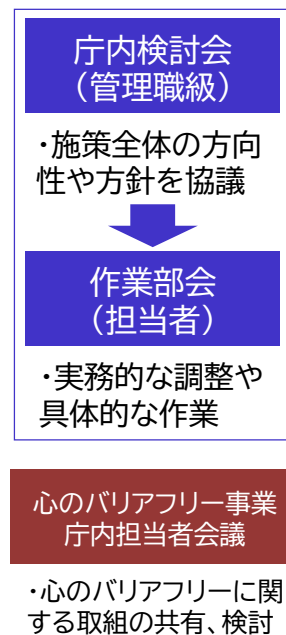 庁内検討会
（管理職級）
・施策全体の方向
性や方針を協議
作業部会
（担当者）
・実務的な調整や
具体的な作業
心のバリアフリー事業
庁内担当者会議
・心のバリアフリーに関
する取組の共有、検討